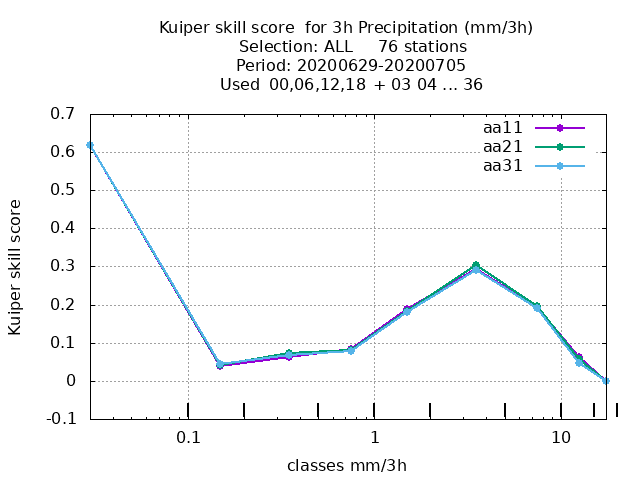 Kuiper skill score  for 3h Precipitation (mm/3h)
Selection: ALL     76 stations
Period: 20200629-20200705
Used  00,06,12,18  + 03 04 ... 36
0.7
0.6
0.5
0.4
0.3
0.2
0.1
0
-0.1
Kuiper skill score
aa11
aa21
aa31
0.1
1
10
classes mm/3h